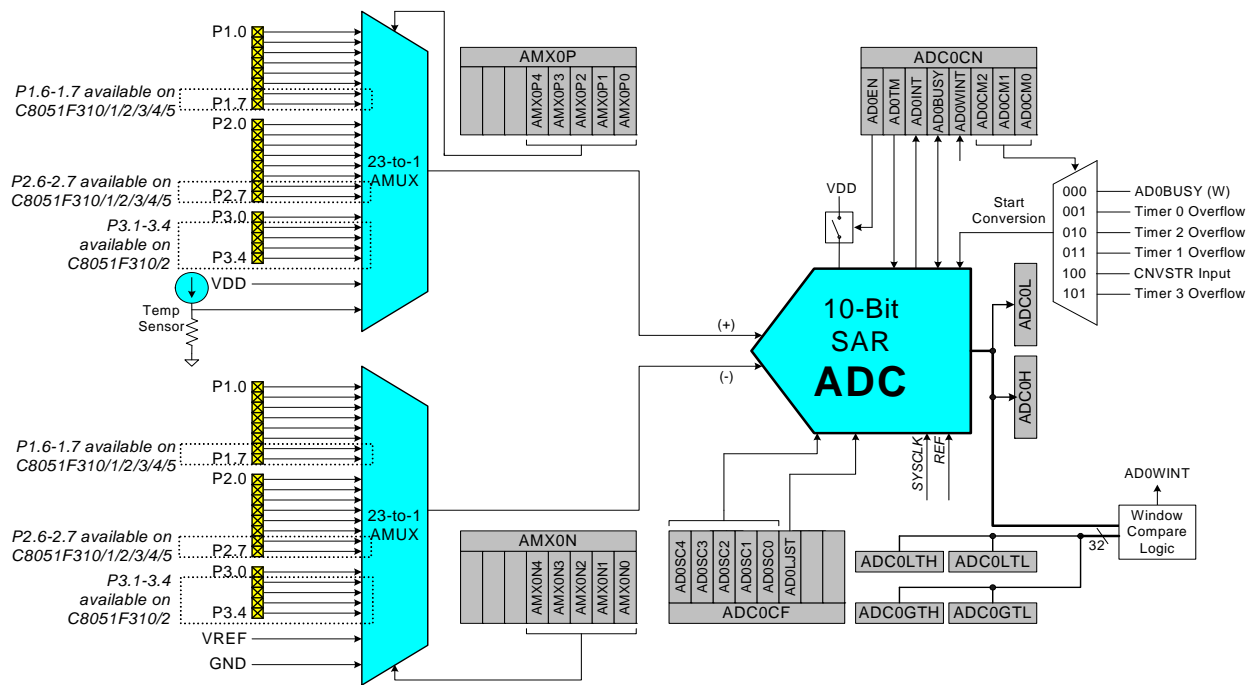 P1.0
P1.6-1.7 available on
C8051F310/1/2/3/4/5
P1.7
P2.0
P2.6-2.7 available on
C8051F310/1/2/3/4/5
P2.7
P3.0
P3.1-3.4
available on
C8051F310/2
P3.4
VDD
Temp
Sensor
23-to-1
AMUX
AMX0P
AMX0P4
AMX0P3
AMX0P2
AMX0P1
AMX0P0
ADC0CN
AD0EN
AD0TM
AD0INT
AD0BUSY
AD0WINT
AD0CM2
AD0CM1
AD0CM0
VDD
Start
Conversion
000
AD0BUSY (W)
001
Timer 0 Overflow
010
Timer 2 Overflow
011
Timer 1 Overflow
100
CNVSTR Input
101
Timer 3 Overflow
(+)
(-)
10-Bit
SAR
ADC
ADC0L
ADC0H
SYSCLK
REF
P1.0
P1.6-1.7 available on
C8051F310/1/2/3/4/5
P1.7
P2.0
P2.6-2.7 available on
C8051F310/1/2/3/4/5
P2.7
P3.0
P3.1-3.4
available on
C8051F310/2
P3.4
VREF
GND
23-to-1
AMUX
AMX0N
AMX0N4
AMX0N3
AMX0N2
AMX0N1
AMX0N0
AD0SC4
AD0SC3
AD0SC2
AD0SC1
AD0SC0
AD0LJST
ADC0CF
AD0WINT
Window
Compare
Logic
32
ADC0LTH
ADC0LTL
ADC0GTH
ADC0GTL